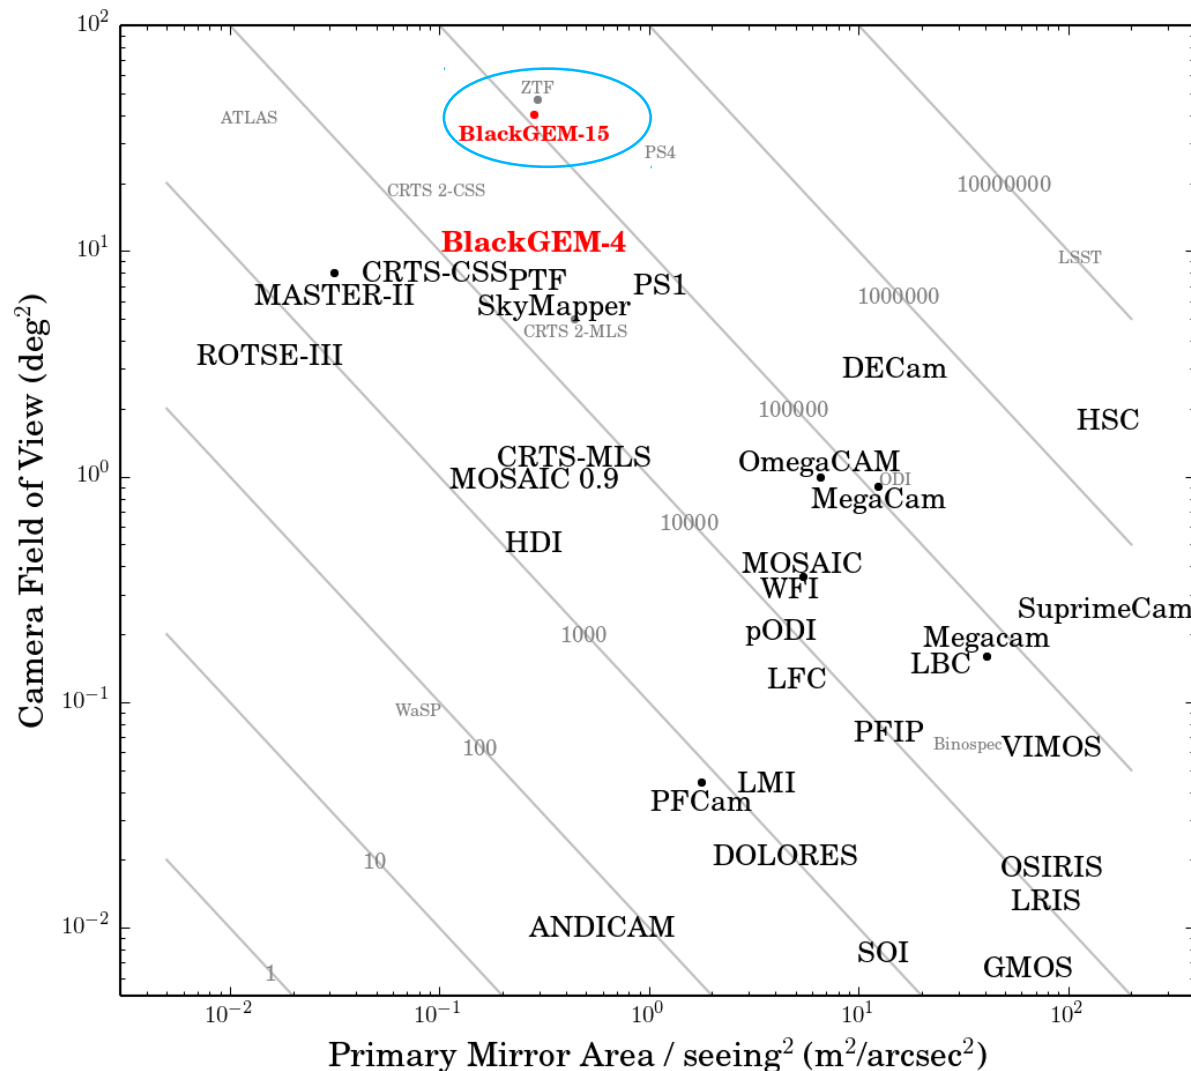 10²
ZTF
ATLAS
BlackGEM-15
PS4
CRTS 2-CSS
10000000
BlackGEM-4
10¹
LSST
CRTS-CSS
PTF
PS1
MASTER-II
1000000
SkyMapper
CRTS 2-MLS
ROTSE-III
DECam
100000
HSC
CRTS-MLS
OmegaCAM
10⁰
MOSAIC 0.9
ODI
MegaCam
10000
HDI
MOSAIC
WFI
SuprimeCam
1000
pODI
Megacam
LBC
LFC
10⁻¹
WaSP
PFIP
100
Binospec
VIMOS
LMI
PFCam
10
DOLORES
OSIRIS
LRIS
10⁻²
ANDICAM
SOI
GMOS
1
10⁻²
10⁻¹
10⁰
10¹
10²
Primary Mirror Area / seeing² (m²/arcsec²)
Camera Field of View (deg²)